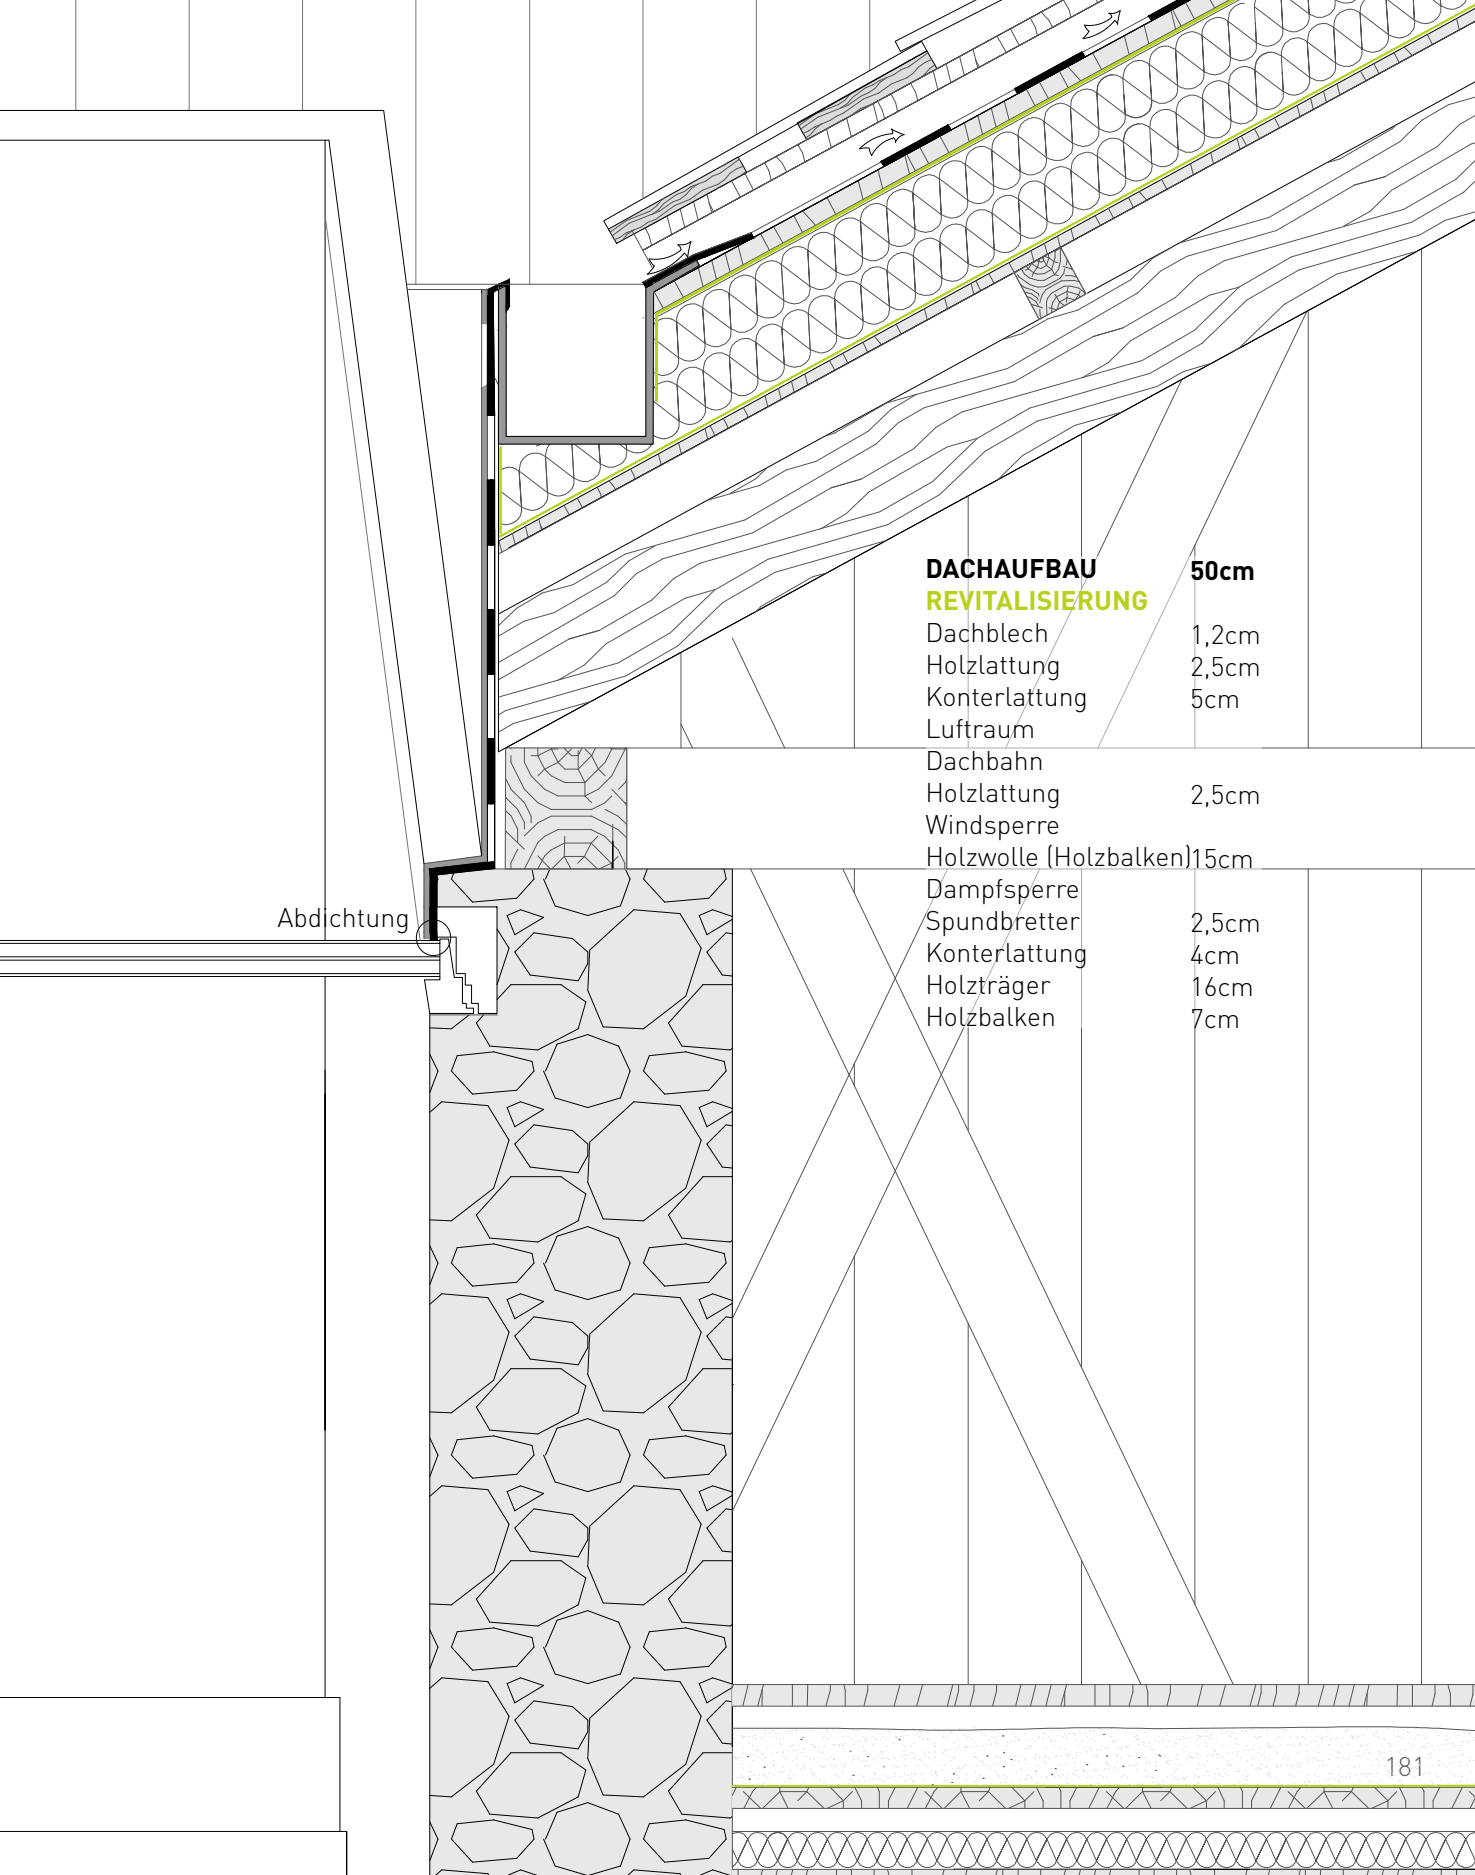 DACHAUFBAU 50cm
REVITALISIERUNG
Dachblech 1,2cm
Holzlattung 2,5cm
Konterlattung 5cm
Luftraum
Dachbahn
Holzlattung 2,5cm
Windsperre
Holzwolle (Holzbalken)15cm
Dampfsperre
Spundbretter 2,5cm
Konterlattung 4cm
Holzträger 16cm
Holzbalken 7cm
Abdichtung
181